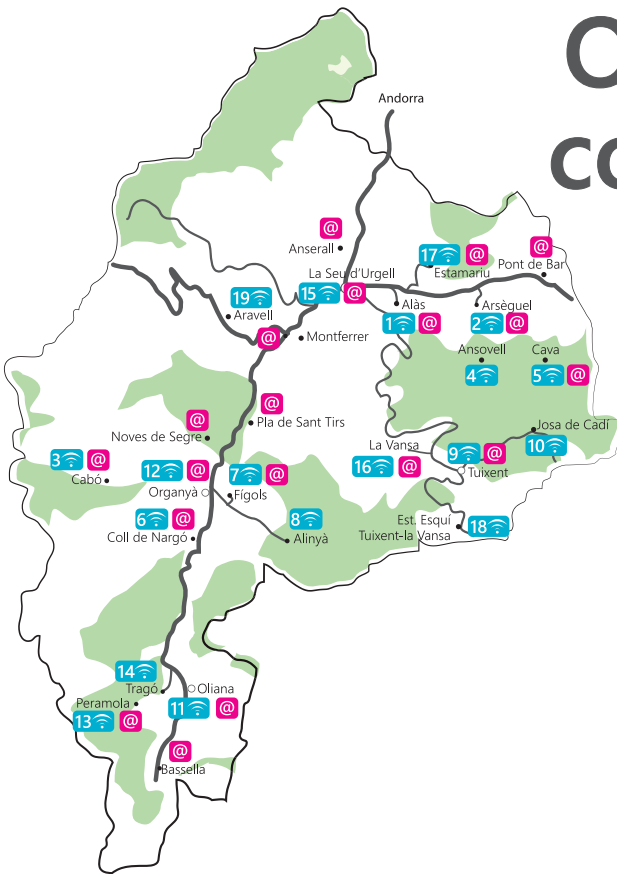 O
co
Andorra
@
Anserall
17 @
Estamariu
@
Pont de Bar
La Seu d'Urgell
15 @
19
Aravell
Alàs
1 @
Arsèguel
2 @
@
Montferrer
Ansovell
4
Cava
5 @
@
Noves de Segre
@
Pla de Sant Tirs
Josa de Cadí
10
La Vansa
16 @
9 @
Tuixent
3 @
Cabó
12 @
Organyà
7 @
Fígols
6 @
Coll de Nargó
8
Alinyà
Est. Esquí
Tuixent-la Vansa
18
14
Tragó
Oliana
11 @
Peramola
13 @
@
Bassella